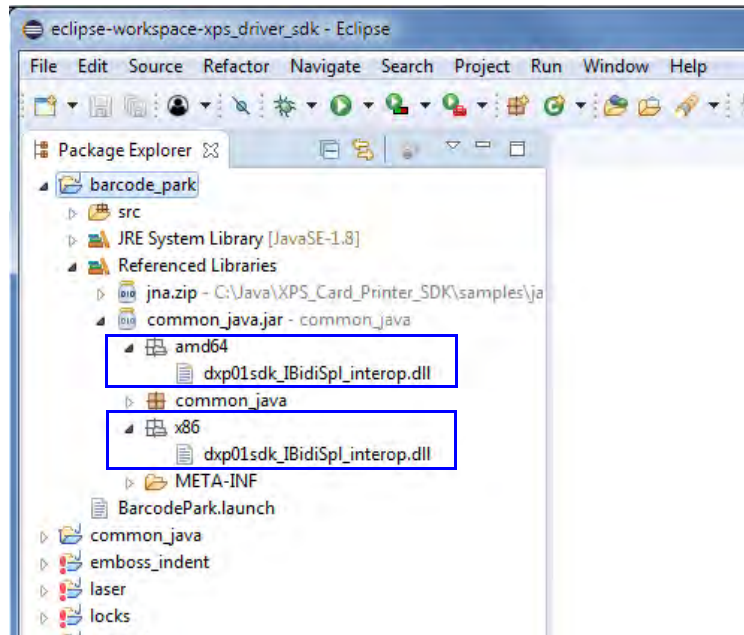 eclipse-workspace-xps_driver_sdk - Eclipse
File Edit Source Refactor Navigate Search Project Run Window Help
Package Explorer
barcode_park
src
JRE System Library [JavaSE-1.8]
Referenced Libraries
jna.zip - C:\Java\XPS_Card_Printer_SDK\samples\ja
common_java.jar - common_java
amd64
dxp01sdk_IBidiSpl_interop.dll
common_java
x86
dxp01sdk_IBidiSpl_interop.dll
META-INF
BarcodePark.launch
common_java
emboss_indent
laser
locks